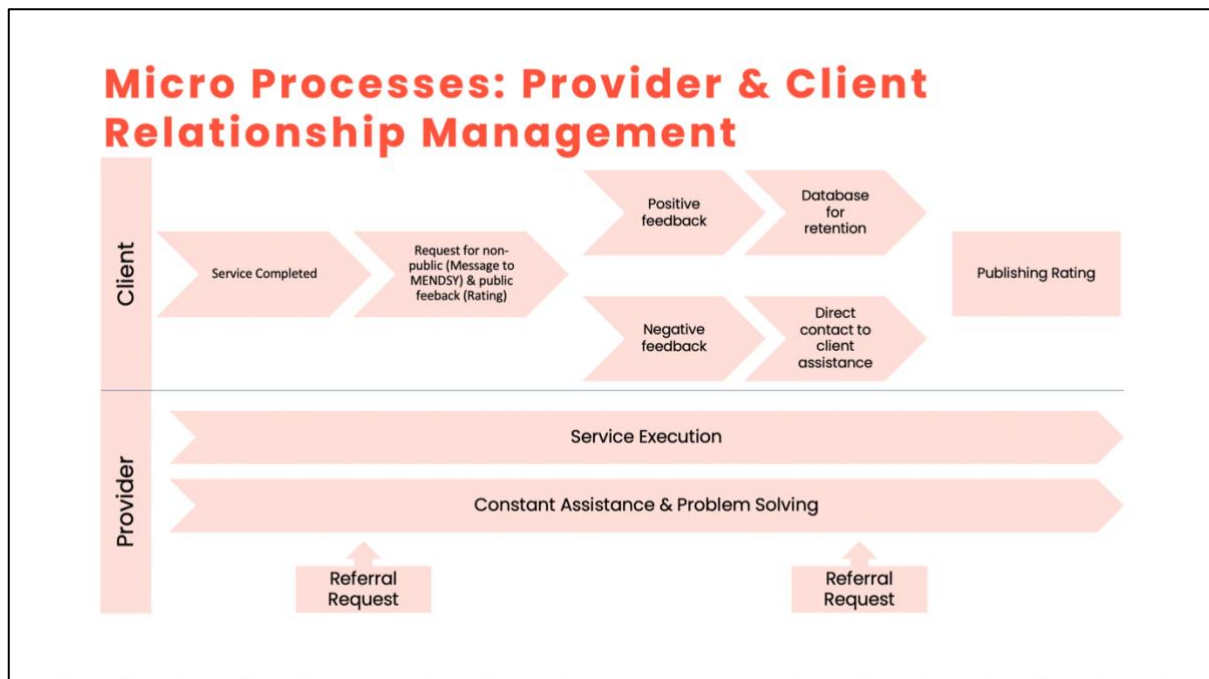 Micro Processes: Provider & Client
Relationship Management
Client
Service Completed
Request for non-
public (Message to
MENDSY) & public
feeback (Rating)
Positive
feedback
Database
for
retention
Negative
feedback
Direct
contact to
client
assistance
Publishing Rating
Provider
Service Execution
Constant Assistance & Problem Solving
Referral
Request
Referral
Request